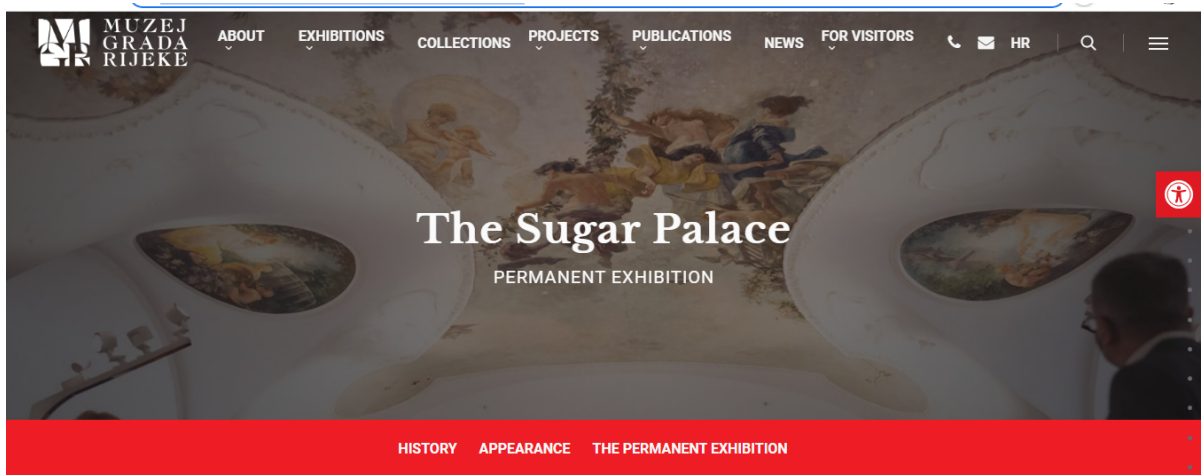 MUZEJ
GRADA
RIJEKE
MGR
ABOUT EXHIBITIONS COLLECTIONS PROJECTS PUBLICATIONS NEWS FOR VISITORS HR
The Sugar Palace
PERMANENT EXHIBITION
HISTORY APPEARANCE THE PERMANENT EXHIBITION